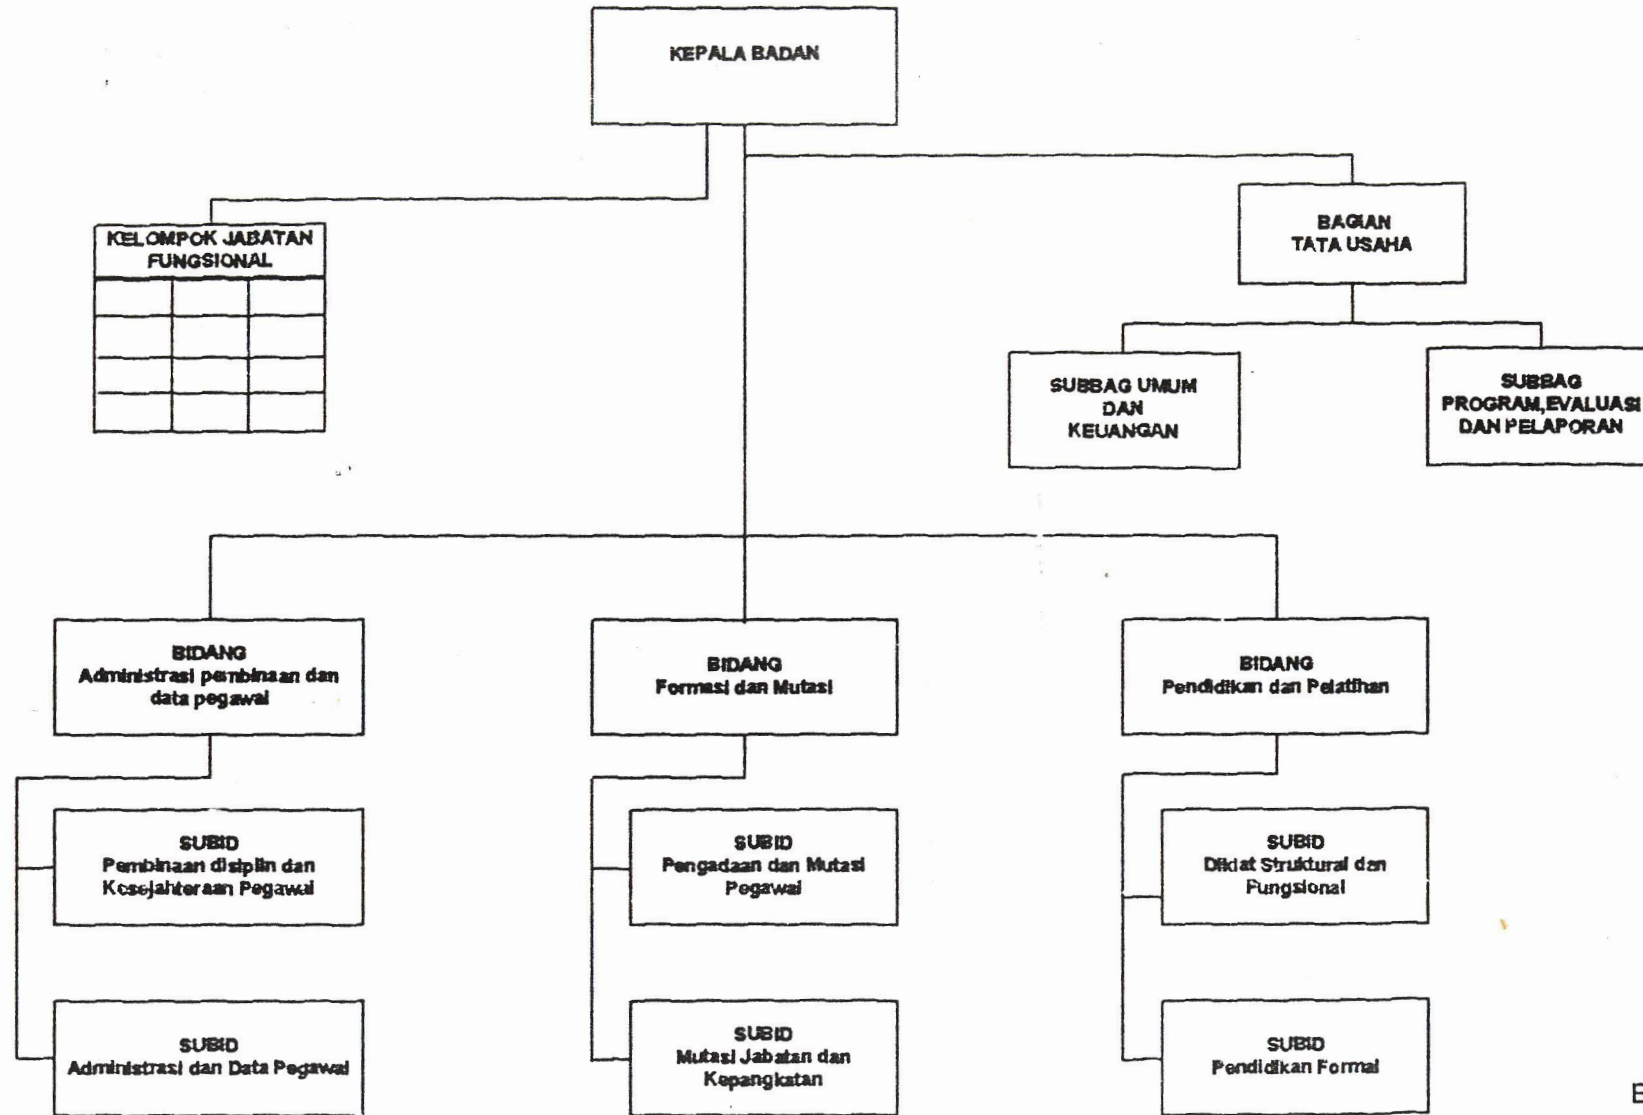 KEPALA BADAN
KELOMPOK JABATAN
FUNGSIONAL
BAGIAN
TATA USAHA
SUBBAG UMUM
DAN
KEUANGAN
SUBBAG
PROGRAM,EVALUASI
DAN PELAPORAN
BIDANG
Administrasi pembinaan dan
data pegawai
BIDANG
Formasi dan Mutasi
BIDANG
Pendidikan dan Pelatihan
SUBID
Pembinaan disiplin dan
Kesejahteraan Pegawai
SUBID
Pengadaan dan Mutasi
Pegawai
SUBID
Diklat Struktural dan
Fungsional
SUBID
Administrasi dan Data Pegawai
SUBID
Mutasi Jabatan dan
Kepangkatan
SUBID
Pendidikan Formal